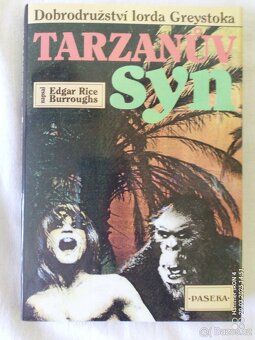 Dobrodružství lorda Greystoka
TARZANŮV
syn
napsal
Edgar Rice
Burroughs
·PASEKA·